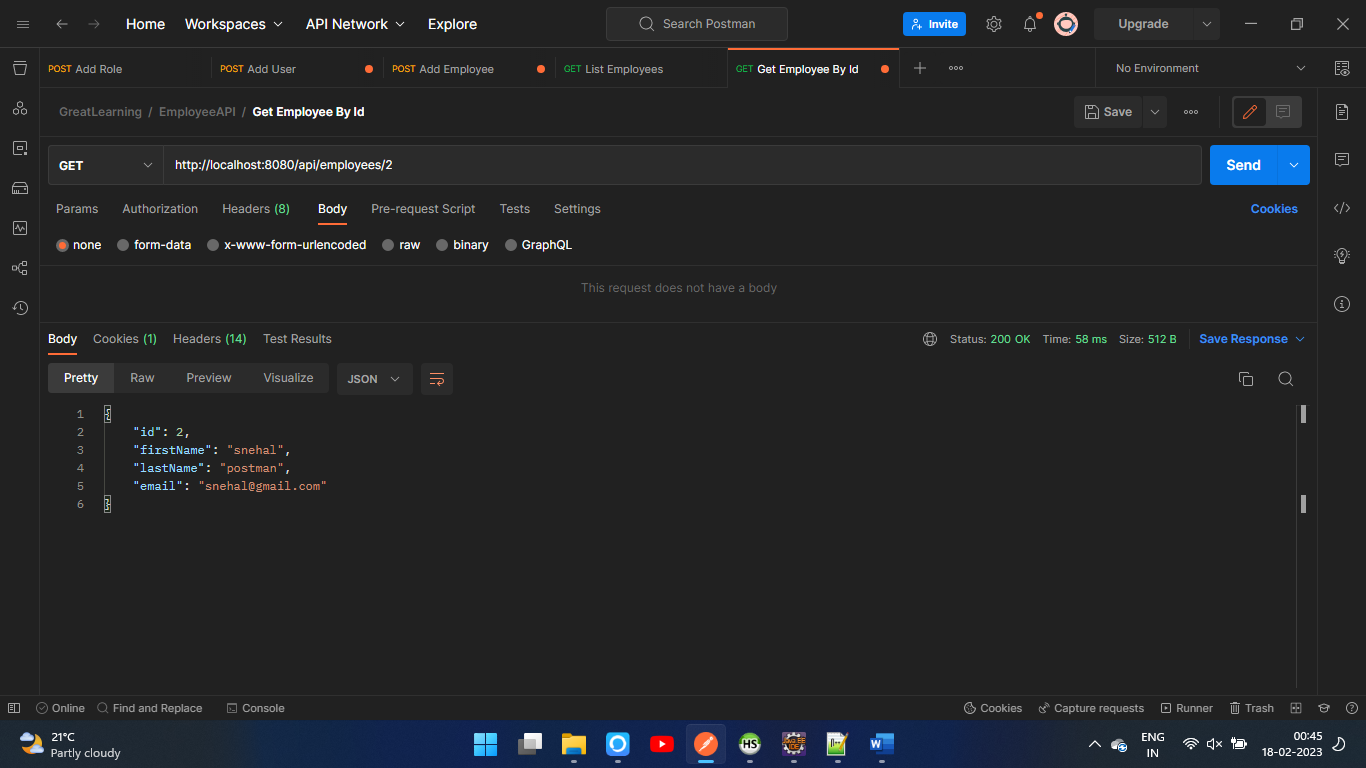 Home Workspaces API Network Explore Search Postman Invite Upgrade
POST Add Role POST Add User POST Add Employee GET List Employees GET Get Employee By Id No Environment
GreatLearning / EmployeeAPI / Get Employee By Id Save
GET http://localhost:8080/api/employees/2 Send
Params Authorization Headers (8) Body Pre-request Script Tests Settings Cookies
none form-data x-www-form-urlencoded raw binary GraphQL
This request does not have a body
Body Cookies (1) Headers (14) Test Results Status: 200 OK Time: 58 ms Size: 512 B Save Response
Pretty Raw Preview Visualize JSON
1 {
2 "id": 2,
3 "firstName": "snehal",
4 "lastName": "postman",
5 "email": "snehal@gmail.com"
6 }
Online Find and Replace Console Cookies Capture requests Runner Trash
21°C
Partly cloudy
HS
Java EE
IDE
W
ENG
IN
00:45
18-02-2023